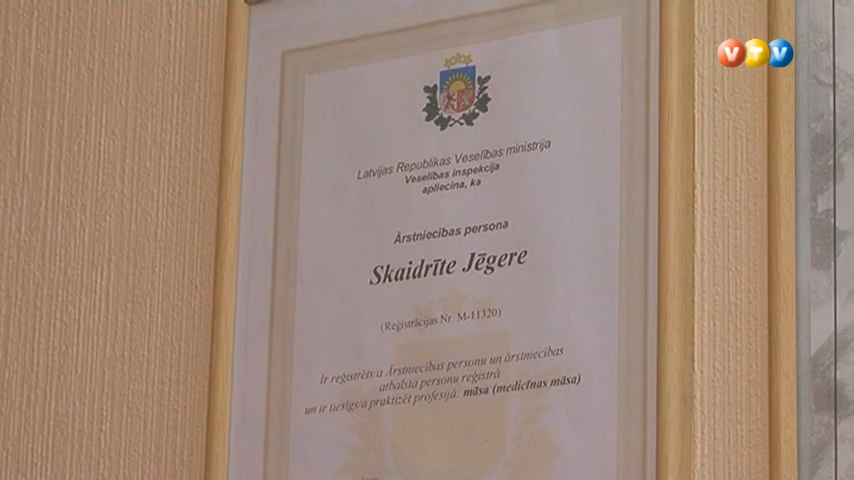 VTV
Latvijas Republikas Veselības ministrija
Veselības inspekcija
apliecina, ka
Ārstniecības persona
Skaidrīte Jēgere
(Reģistrācijas Nr. M-11320)
Ir reģistrēts/a Ārstniecības personu un ārstniecības
atbalsta personu reģistrā
un ir tiesīgs/a praktizēt profesijā: māsa (medicīnas māsa)